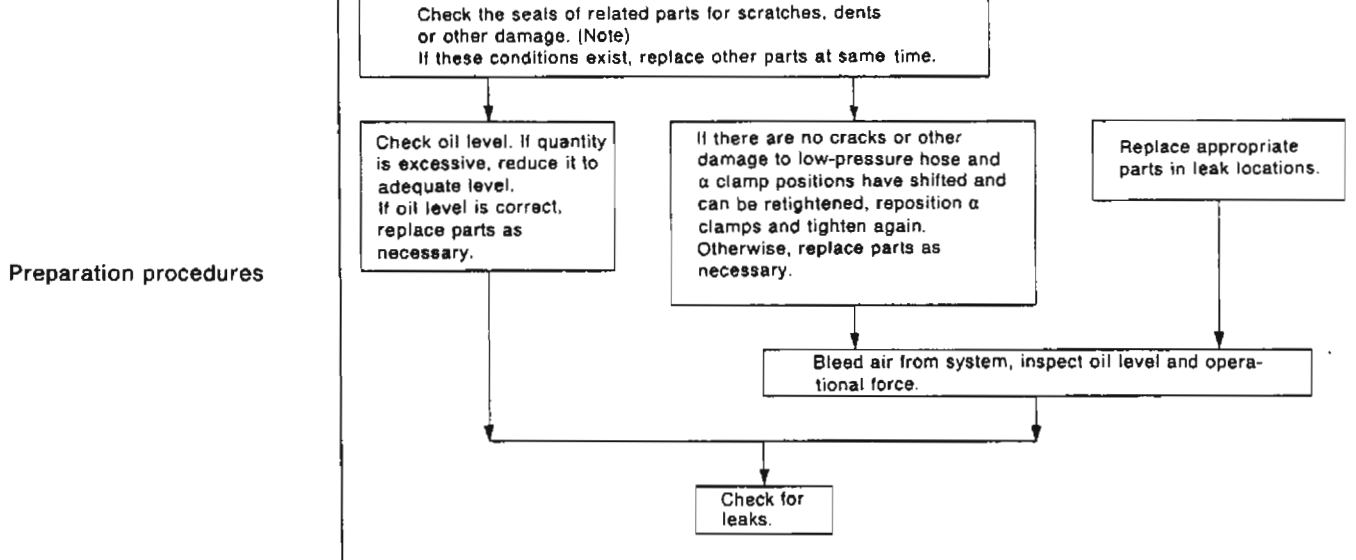 Check the seals of related parts for scratches, dents
or other damage. (Note)
If these conditions exist, replace other parts at same time.
Check oil level. If quantity
is excessive, reduce it to
adequate level.
If oil level is correct,
replace parts as
necessary.
If there are no cracks or other
damage to low-pressure hose and
α clamp positions have shifted and
can be retightened, reposition α
clamps and tighten again.
Otherwise, replace parts as
necessary.
Replace appropriate
parts in leak locations.
Preparation procedures
Bleed air from system, inspect oil level and opera-
tional force.
Check for
leaks.